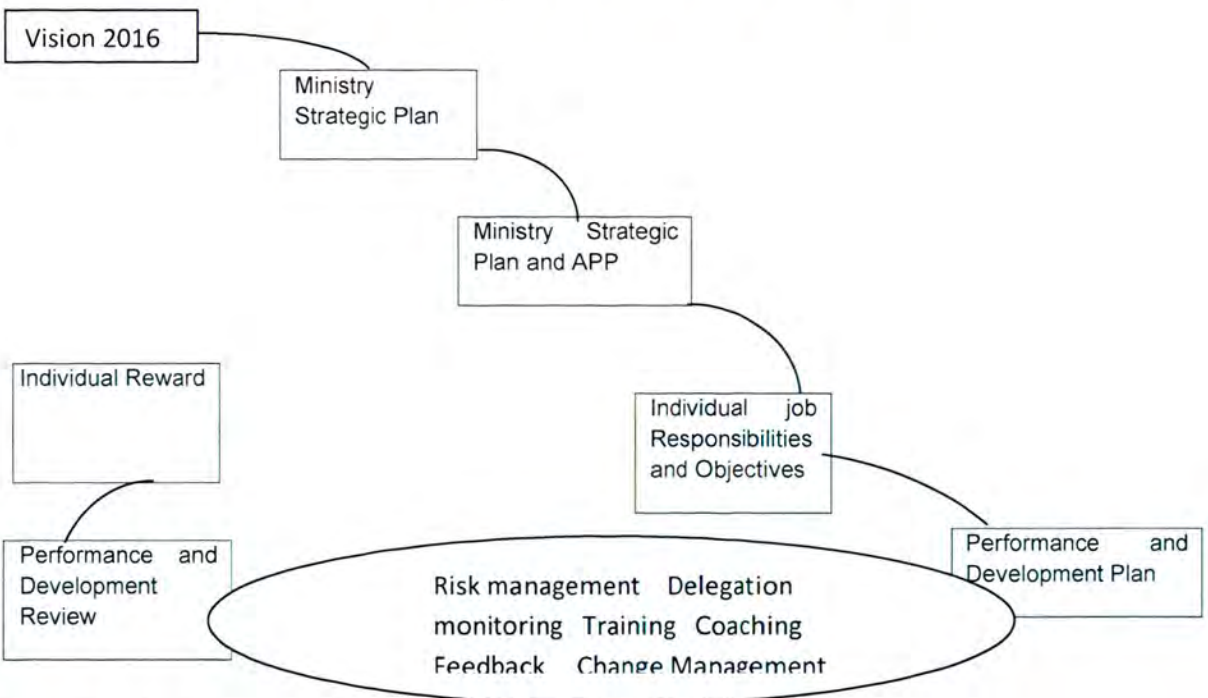 Vision 2016
Ministry
Strategic Plan
Ministry Strategic
Plan and APP
Individual Reward
Individual job
Responsibilities
and Objectives
Performance and
Development
Review
Risk management Delegation
monitoring Training Coaching
Feedback Change Management
Performance and
Development Plan